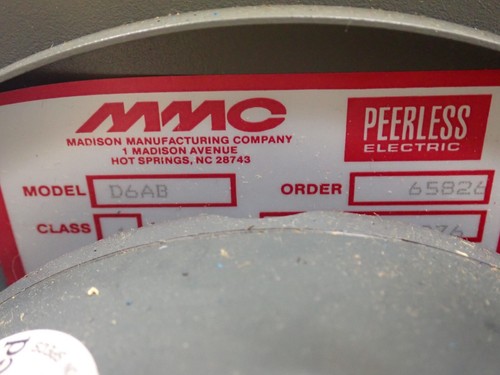 MMC
MADISON MANUFACTURING COMPANY
1 MADISON AVENUE
HOT SPRINGS, NC 28743
PEERLESS
ELECTRIC
MODEL D6AB
ORDER 65826
CLASS